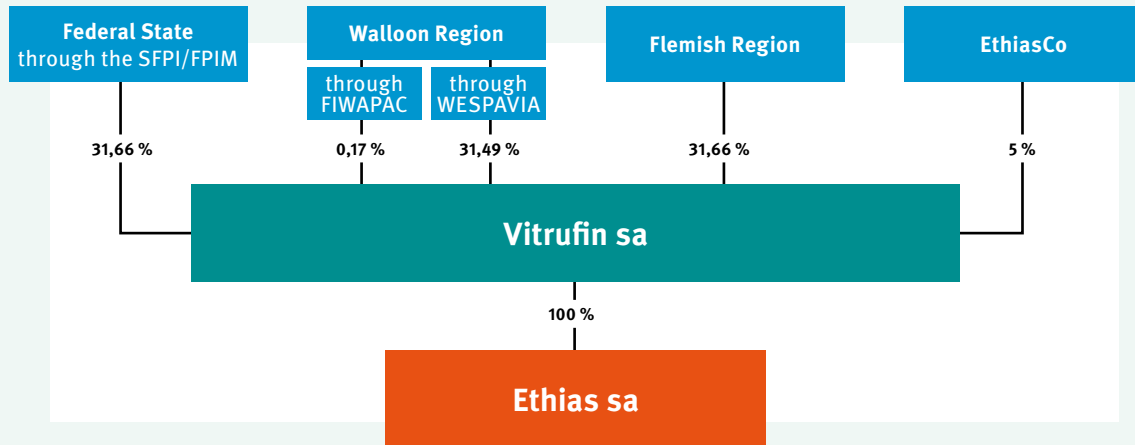 Federal State
through the SFPI/FPIM
Walloon Region
through
FIWAPAC
through
WESPAVIA
Flemish Region
EthiasCo
31,66 %
0,17 %
31,49 %
31,66 %
5 %
Vitrufin sa
100 %
Ethias sa